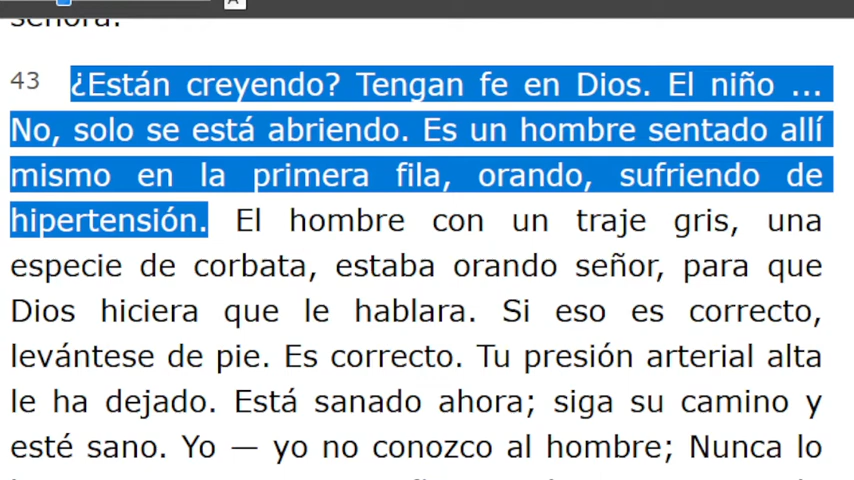 señora.
43 ¿Están creyendo? Tengan fe en Dios. El niño ...
No, solo se está abriendo. Es un hombre sentado allí
mismo en la primera fila, orando, sufriendo de
hipertensión. El hombre con un traje gris, una
especie de corbata, estaba orando señor, para que
Dios hiciera que le hablara. Si eso es correcto,
levántese de pie. Es correcto. Tu presión arterial alta
le ha dejado. Está sanado ahora; siga su camino y
esté sano. Yo — yo no conozco al hombre; Nunca lo